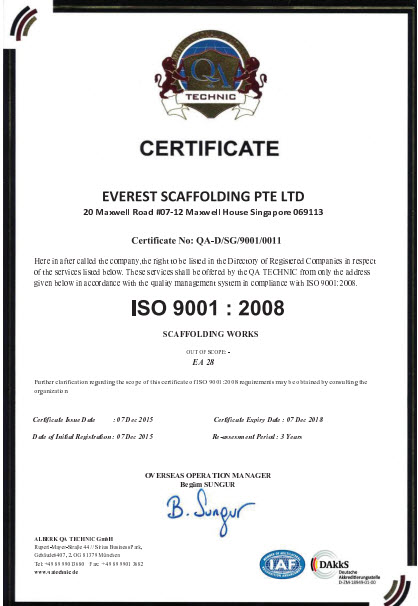 QA
TECHNIC
CERTIFICATE
EVEREST SCAFFOLDING PTE LTD
20 Maxwell Road #07-12 Maxwell House Singapore 069113
Certificate No: QA-D/SG/9001/0011
Here in after called the company,the right to be listed in the Directory of Registered Companies in respect
of the services listed below. These services shall be offered by the QA TECHNIC from only the address
given below in accordance with the quality management system in compliance with ISO 9001: 2008.
ISO 9001 : 2008
SCAFFOLDING WORKS
OUT OF SCOPE: -
EA 28
Further clarification regarding the scope of this certificate of ISO 9001:2008 requirements may be obtained by consulting the
organization
Certificate Issue Date : 07 Dec 2015 Certificate Expiry Date : 07 Dec 2018
Date of Initial Registration : 07 Dec 2015 Re-assessment Period : 3 Years
OVERSEAS OPERATION MANAGER
Begüm SUNGUR
B. Sungur
ALBERK QA TECHNIC GmbH
Rupert-Mayer-Straße 44 // Sirius Business Park,
Gebäude6407, 2, OG 81379 München
Tel: +49 89 990 Fax: +49 89 9901
www.qatechnic.de
IAF
DAkkS
Deutsche
Akkreditierungsstelle
D-ZM-18949-01-00